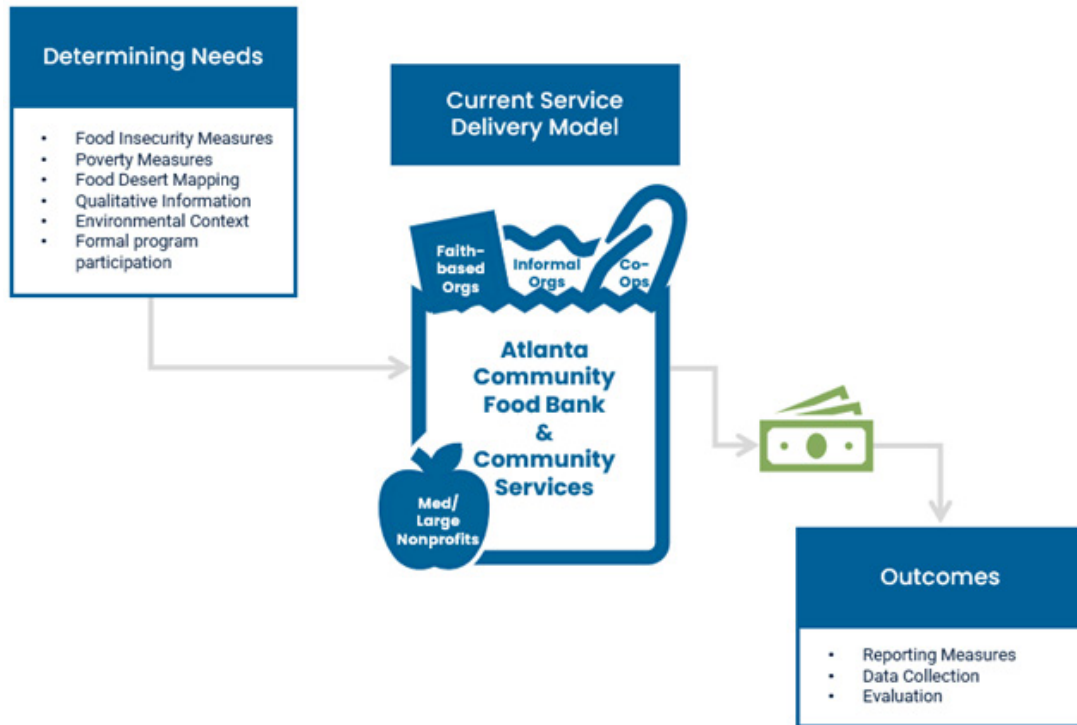 Determining Needs
• Food Insecurity Measures
• Poverty Measures
• Food Desert Mapping
• Qualitative Information
• Environmental Context
• Formal program
participation
Current Service
Delivery Model
Faith-
based
Orgs
Informal
Orgs
Co-
Ops
Atlanta
Community
Food Bank
&
Community
Services
Med/
Large
Nonprofits
Outcomes
• Reporting Measures
• Data Collection
• Evaluation